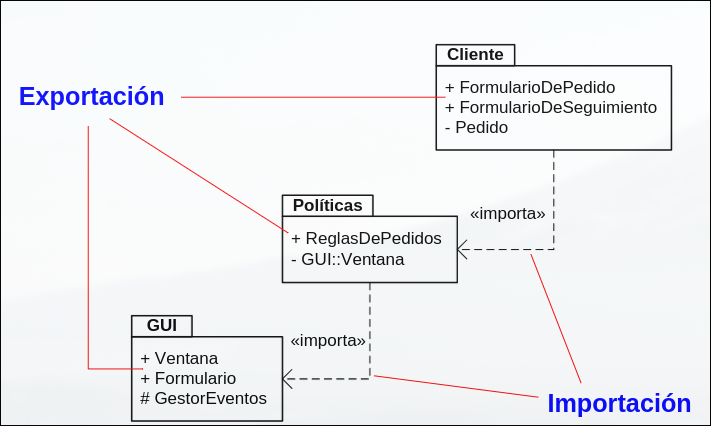 Cliente
Exportación
+ FormularioDePedido
+ FormularioDeSeguimiento
- Pedido
Políticas
«importa»
+ ReglasDePedidos
- GUI::Ventana
GUI
«importa»
+ Ventana
+ Formulario
# GestorEventos
Importación